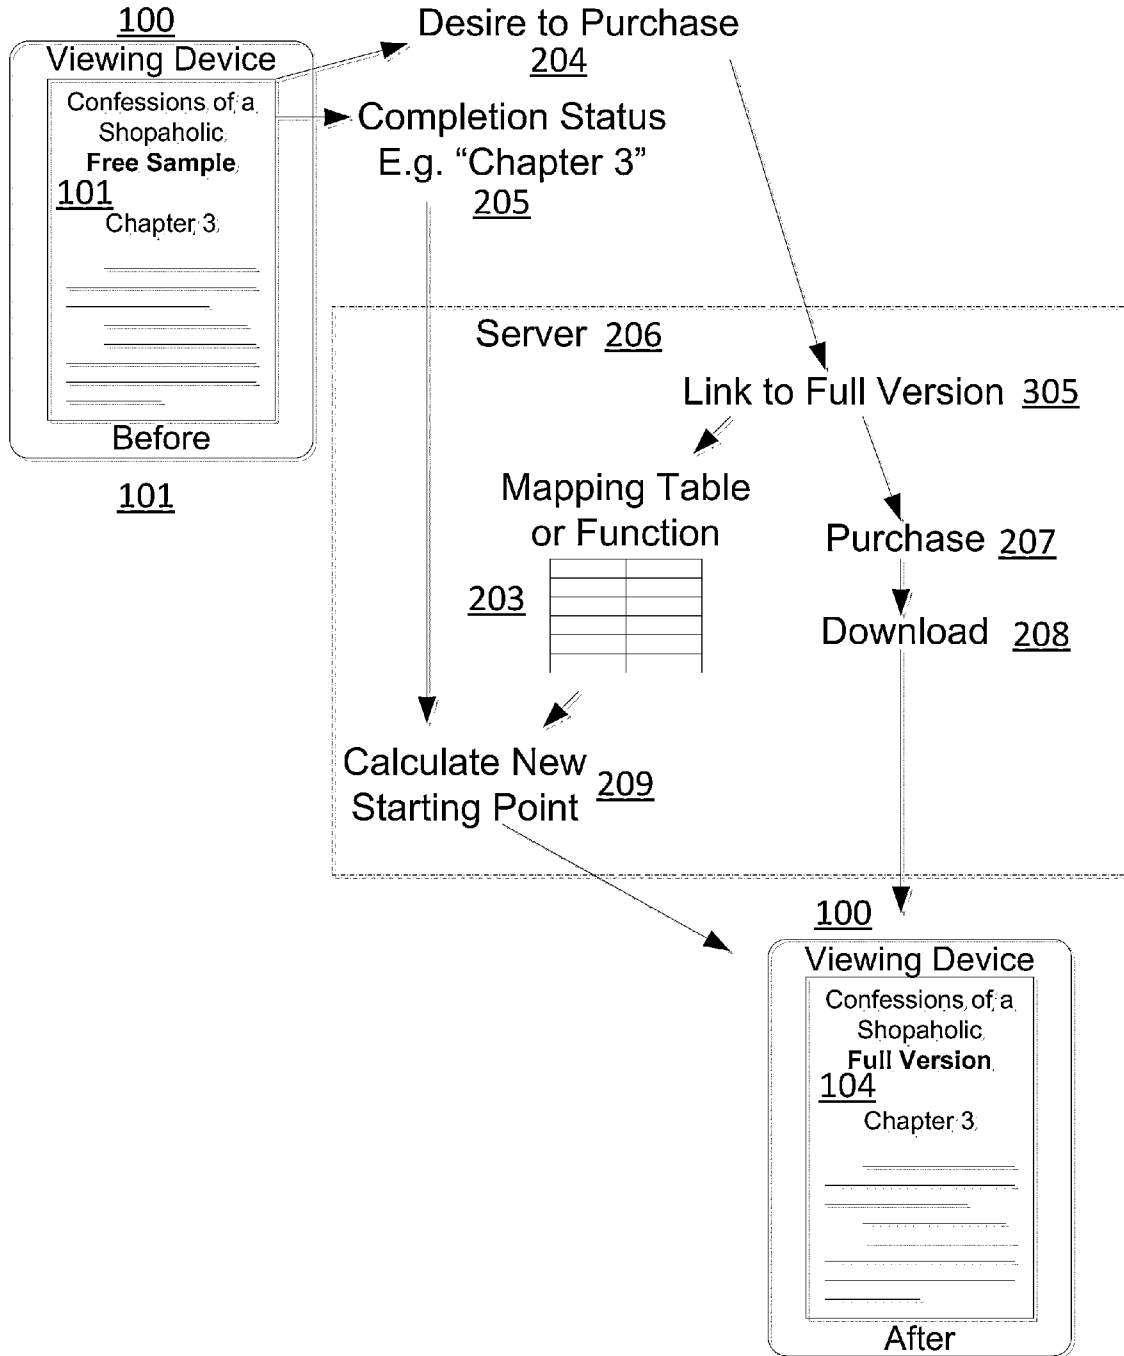 100
Viewing Device
Confessions of a
Shopaholic
Free Sample
101
Chapter 3
Before
101
Desire to Purchase
204
Completion Status
E.g. “Chapter 3”
205
Server 206
Link to Full Version 305
Mapping Table
or Function
203
Purchase 207
Download 208
Calculate New
Starting Point 209
100
Viewing Device
Confessions of a
Shopaholic
Full Version
104
Chapter 3
After